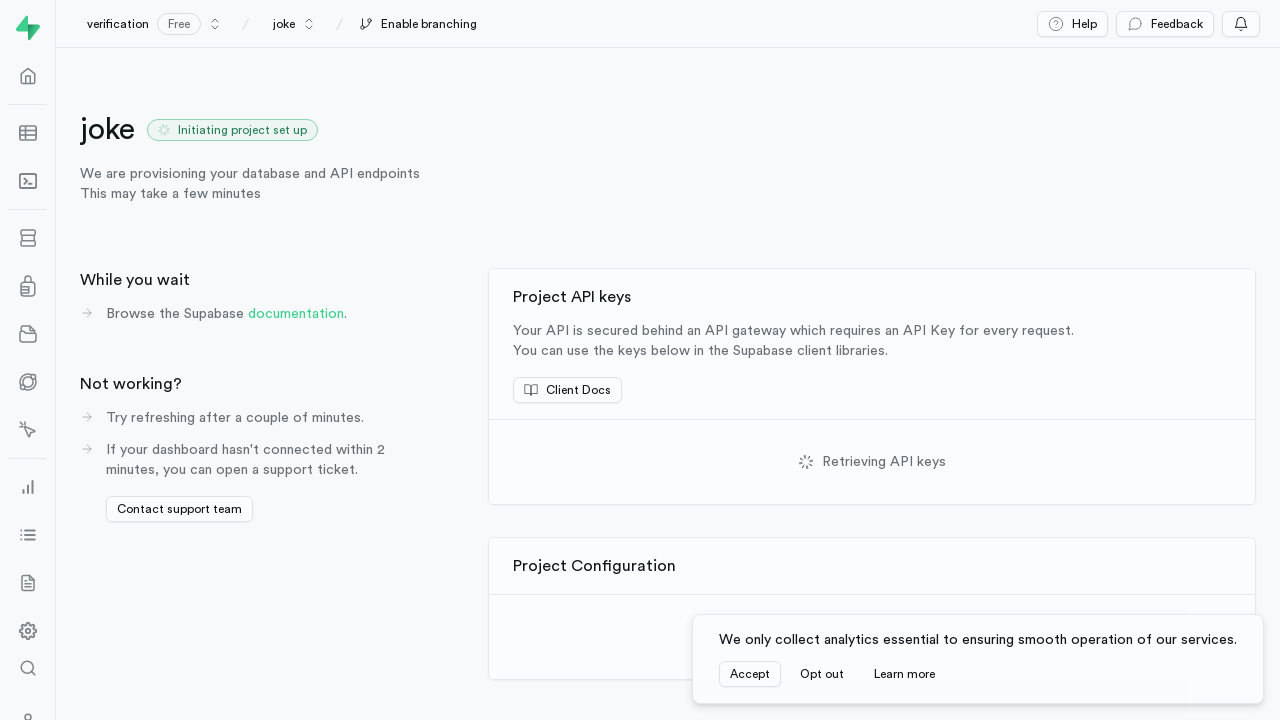 verification Free / joke / Enable branching Help Feedback
joke Initiating project set up
We are provisioning your database and API endpoints
This may take a few minutes
While you wait
Browse the Supabase documentation.
Not working?
Try refreshing after a couple of minutes.
If your dashboard hasn't connected within 2
minutes, you can open a support ticket.
Contact support team
Project API keys
Your API is secured behind an API gateway which requires an API Key for every request.
You can use the keys below in the Supabase client libraries.
Client Docs
Retrieving API keys
Project Configuration
We only collect analytics essential to ensuring smooth operation of our services.
Accept Opt out Learn more